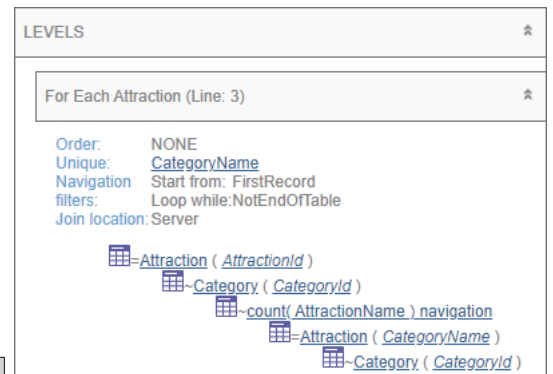 LEVELS
For Each Attraction (Line: 3)
Order: NONE
Unique: CategoryName
Navigation Start from: FirstRecord
filters: Loop while:NotEndOfTable
Join location: Server
=Attraction ( AttractionId )
~Category ( CategoryId )
~count( AttractionName ) navigation
=Attraction ( CategoryName )
~Category ( CategoryId )